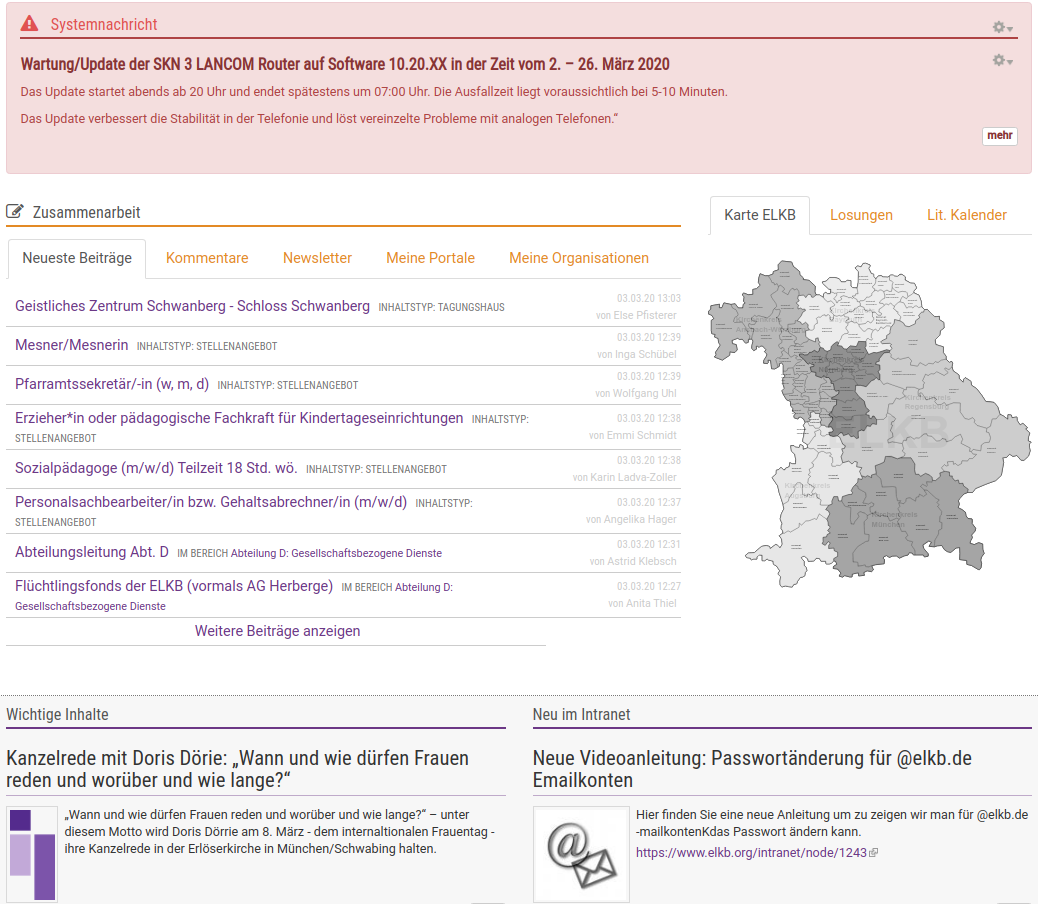 Systemnachricht
Wartung/Update der SKN 3 LANCOM Router auf Software 10.20.XX in der Zeit vom 2. – 26. März 2020
Das Update startet abends ab 20 Uhr und endet spätestens um 07:00 Uhr. Die Ausfallzeit liegt voraussichtlich bei 5-10 Minuten.
Das Update verbessert die Stabilität in der Telefonie und löst vereinzelte Probleme mit analogen Telefonen.“
mehr
Zusammenarbeit
Neueste Beiträge Kommentare Newsletter Meine Portale Meine Organisationen
Geistliches Zentrum Schwanberg - Schloss Schwanberg INHALTSTYP: TAGUNGSHAUS
03.03.20 13:03
von Else Pfisterer
Mesner/Mesnerin INHALTSTYP: STELLENANGEBOT
03.03.20 12:39
von Inga Schübel
Pfarramtssekretär/-in (w, m, d) INHALTSTYP: STELLENANGEBOT
03.03.20 12:39
von Wolfgang Uhl
Erzieher*in oder pädagogische Fachkraft für Kindertageseinrichtungen INHALTSTYP:
STELLENANGEBOT
03.03.20 12:38
von Emmi Schmidt
Sozialpädagoge (m/w/d) Teilzeit 18 Std. wö. INHALTSTYP: STELLENANGEBOT
03.03.20 12:38
von Karin Ladva-Zoller
Personalsachbearbeiter/in bzw. Gehaltsabrechner/in (m/w/d) INHALTSTYP:
STELLENANGEBOT
03.03.20 12:37
von Angelika Hager
Abteilungsleitung Abt. D IM BEREICH Abteilung D: Gesellschaftsbezogene Dienste
03.03.20 12:31
von Astrid Klebsch
Flüchtlingsfonds der ELKB (vormals AG Herberge) IM BEREICH Abteilung D:
Gesellschaftsbezogene Dienste
03.03.20 12:27
von Anita Thiel
Weitere Beiträge anzeigen
Karte ELKB Losungen Lit. Kalender
Kirchenkreis
Regensburg
ELKB
Kirchenkreis
München
Wichtige Inhalte
Kanzelrede mit Doris Dörie: „Wann und wie dürfen Frauen
reden und worüber und wie lange?“
„Wann und wie dürfen Frauen reden und worüber und wie lange?“ – unter
diesem Motto wird Doris Dörrie am 8. März - dem internaltionalen Frauentag -
ihre Kanzelrede in der Erlöserkirche in München/Schwabing halten.
Neu im Intranet
Neue Videoanleitung: Passwortänderung für @elkb.de
Emailkonten
Hier finden Sie eine neue Anleitung um zu zeigen wir man für @elkb.de
-mailkontenKdas Passwort ändern kann.
https://www.elkb.org/intranet/node/1243